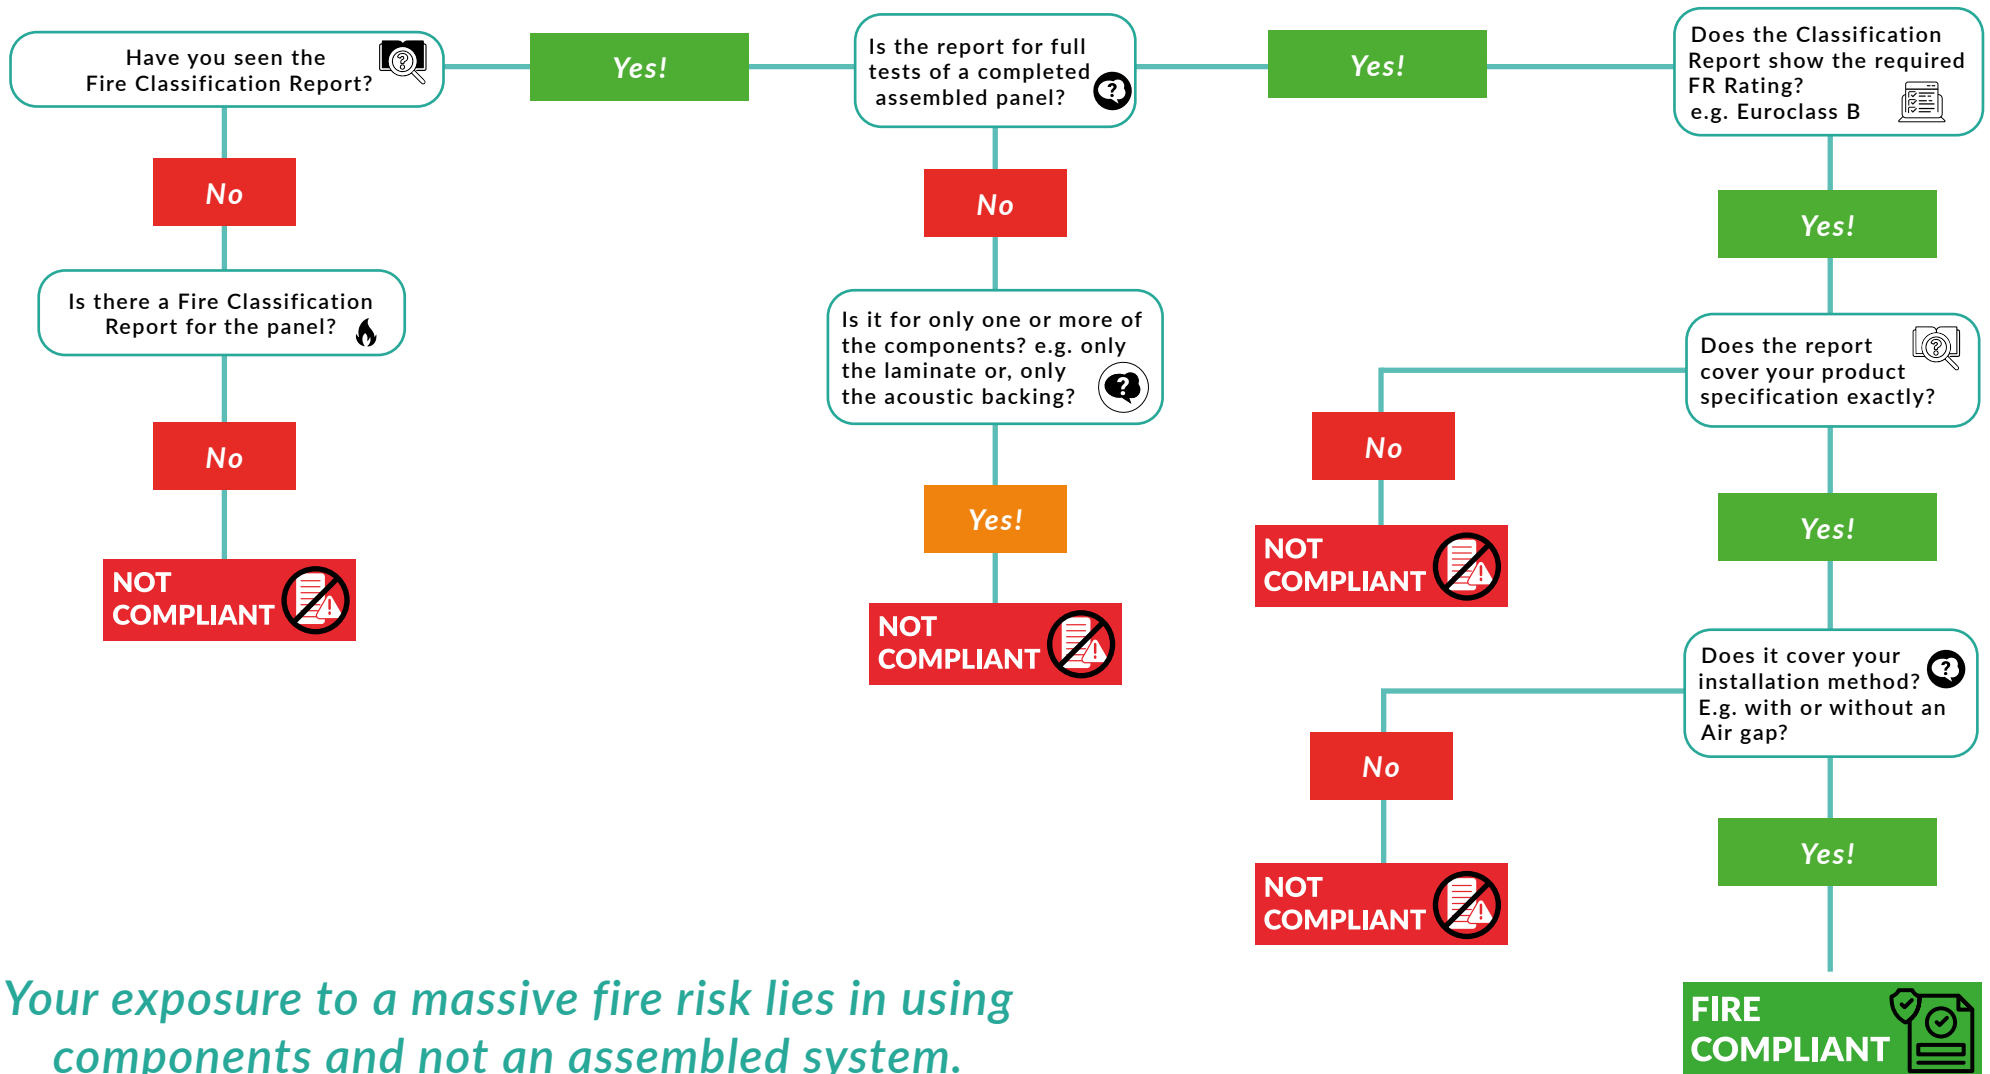 Have you seen the
Fire Classification Report?
Yes!
Is the report for full
tests of a completed
assembled panel?
Yes!
Does the Classification
Report show the required
FR Rating?
e.g. Euroclass B
No
Is there a Fire Classification
Report for the panel?
No
NOT
COMPLIANT
No
Is it for only one or more of
the components? e.g. only
the laminate or, only
the acoustic backing?
Yes!
NOT
COMPLIANT
Yes!
Does the report
cover your product
specification exactly?
No
NOT
COMPLIANT
Yes!
Does it cover your
installation method?
E.g. with or without an
Air gap?
No
NOT
COMPLIANT
Yes!
FIRE
COMPLIANT
Your exposure to a massive fire risk lies in using
components and not an assembled system.